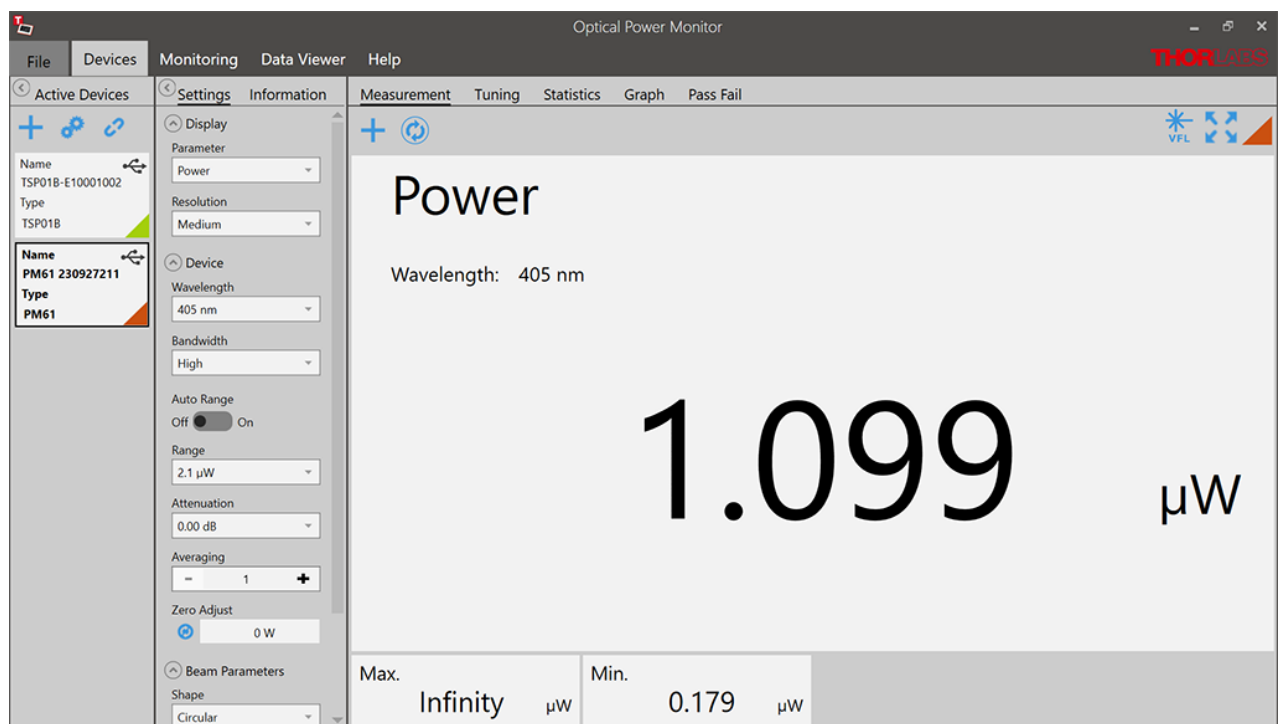 Optical Power Monitor
File Devices Monitoring Data Viewer Help
THORLABS
Active Devices
Name
TSP01B-E10001002
Type
TSP01B
Name
PM61 230927211
Type
PM61
Settings Information
Display
Parameter
Power
Resolution
Medium
Device
Wavelength
405 nm
Bandwidth
High
Auto Range
Off On
Range
2.1 µW
Attenuation
0.00 dB
Averaging
- 1 +
Zero Adjust
0 W
Beam Parameters
Shape
Circular
Measurement Tuning Statistics Graph Pass Fail
VFL
Power
Wavelength: 405 nm
1.099 µW
Max.
Infinity µW
Min.
0.179 µW